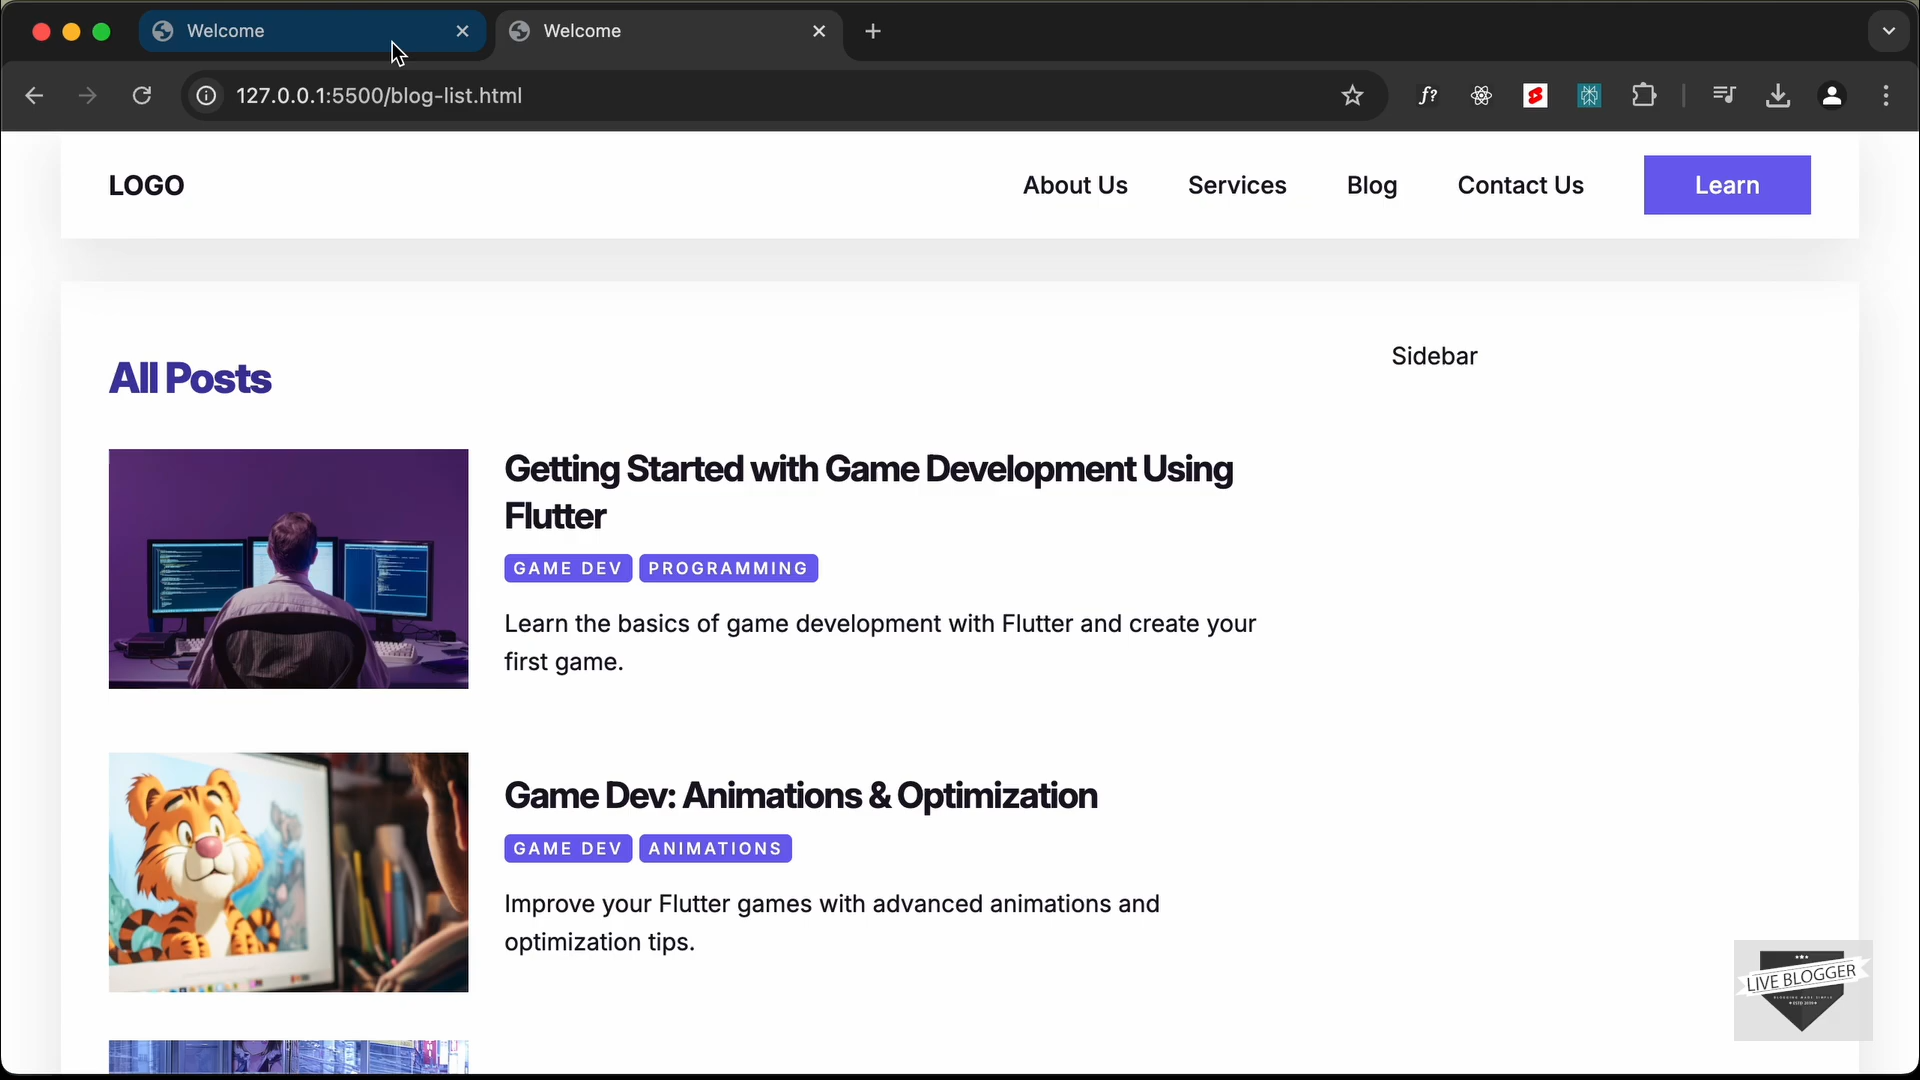 Welcome
Welcome
127.0.0.1:5500/blog-list.html
f?
LOGO
About Us
Services
Blog
Contact Us
Learn
All Posts
Sidebar
Getting Started with Game Development Using
Flutter
GAME DEV
PROGRAMMING
Learn the basics of game development with Flutter and create your
first game.
Game Dev: Animations & Optimization
GAME DEV
ANIMATIONS
Improve your Flutter games with advanced animations and
optimization tips.
LIVE BLOGGER